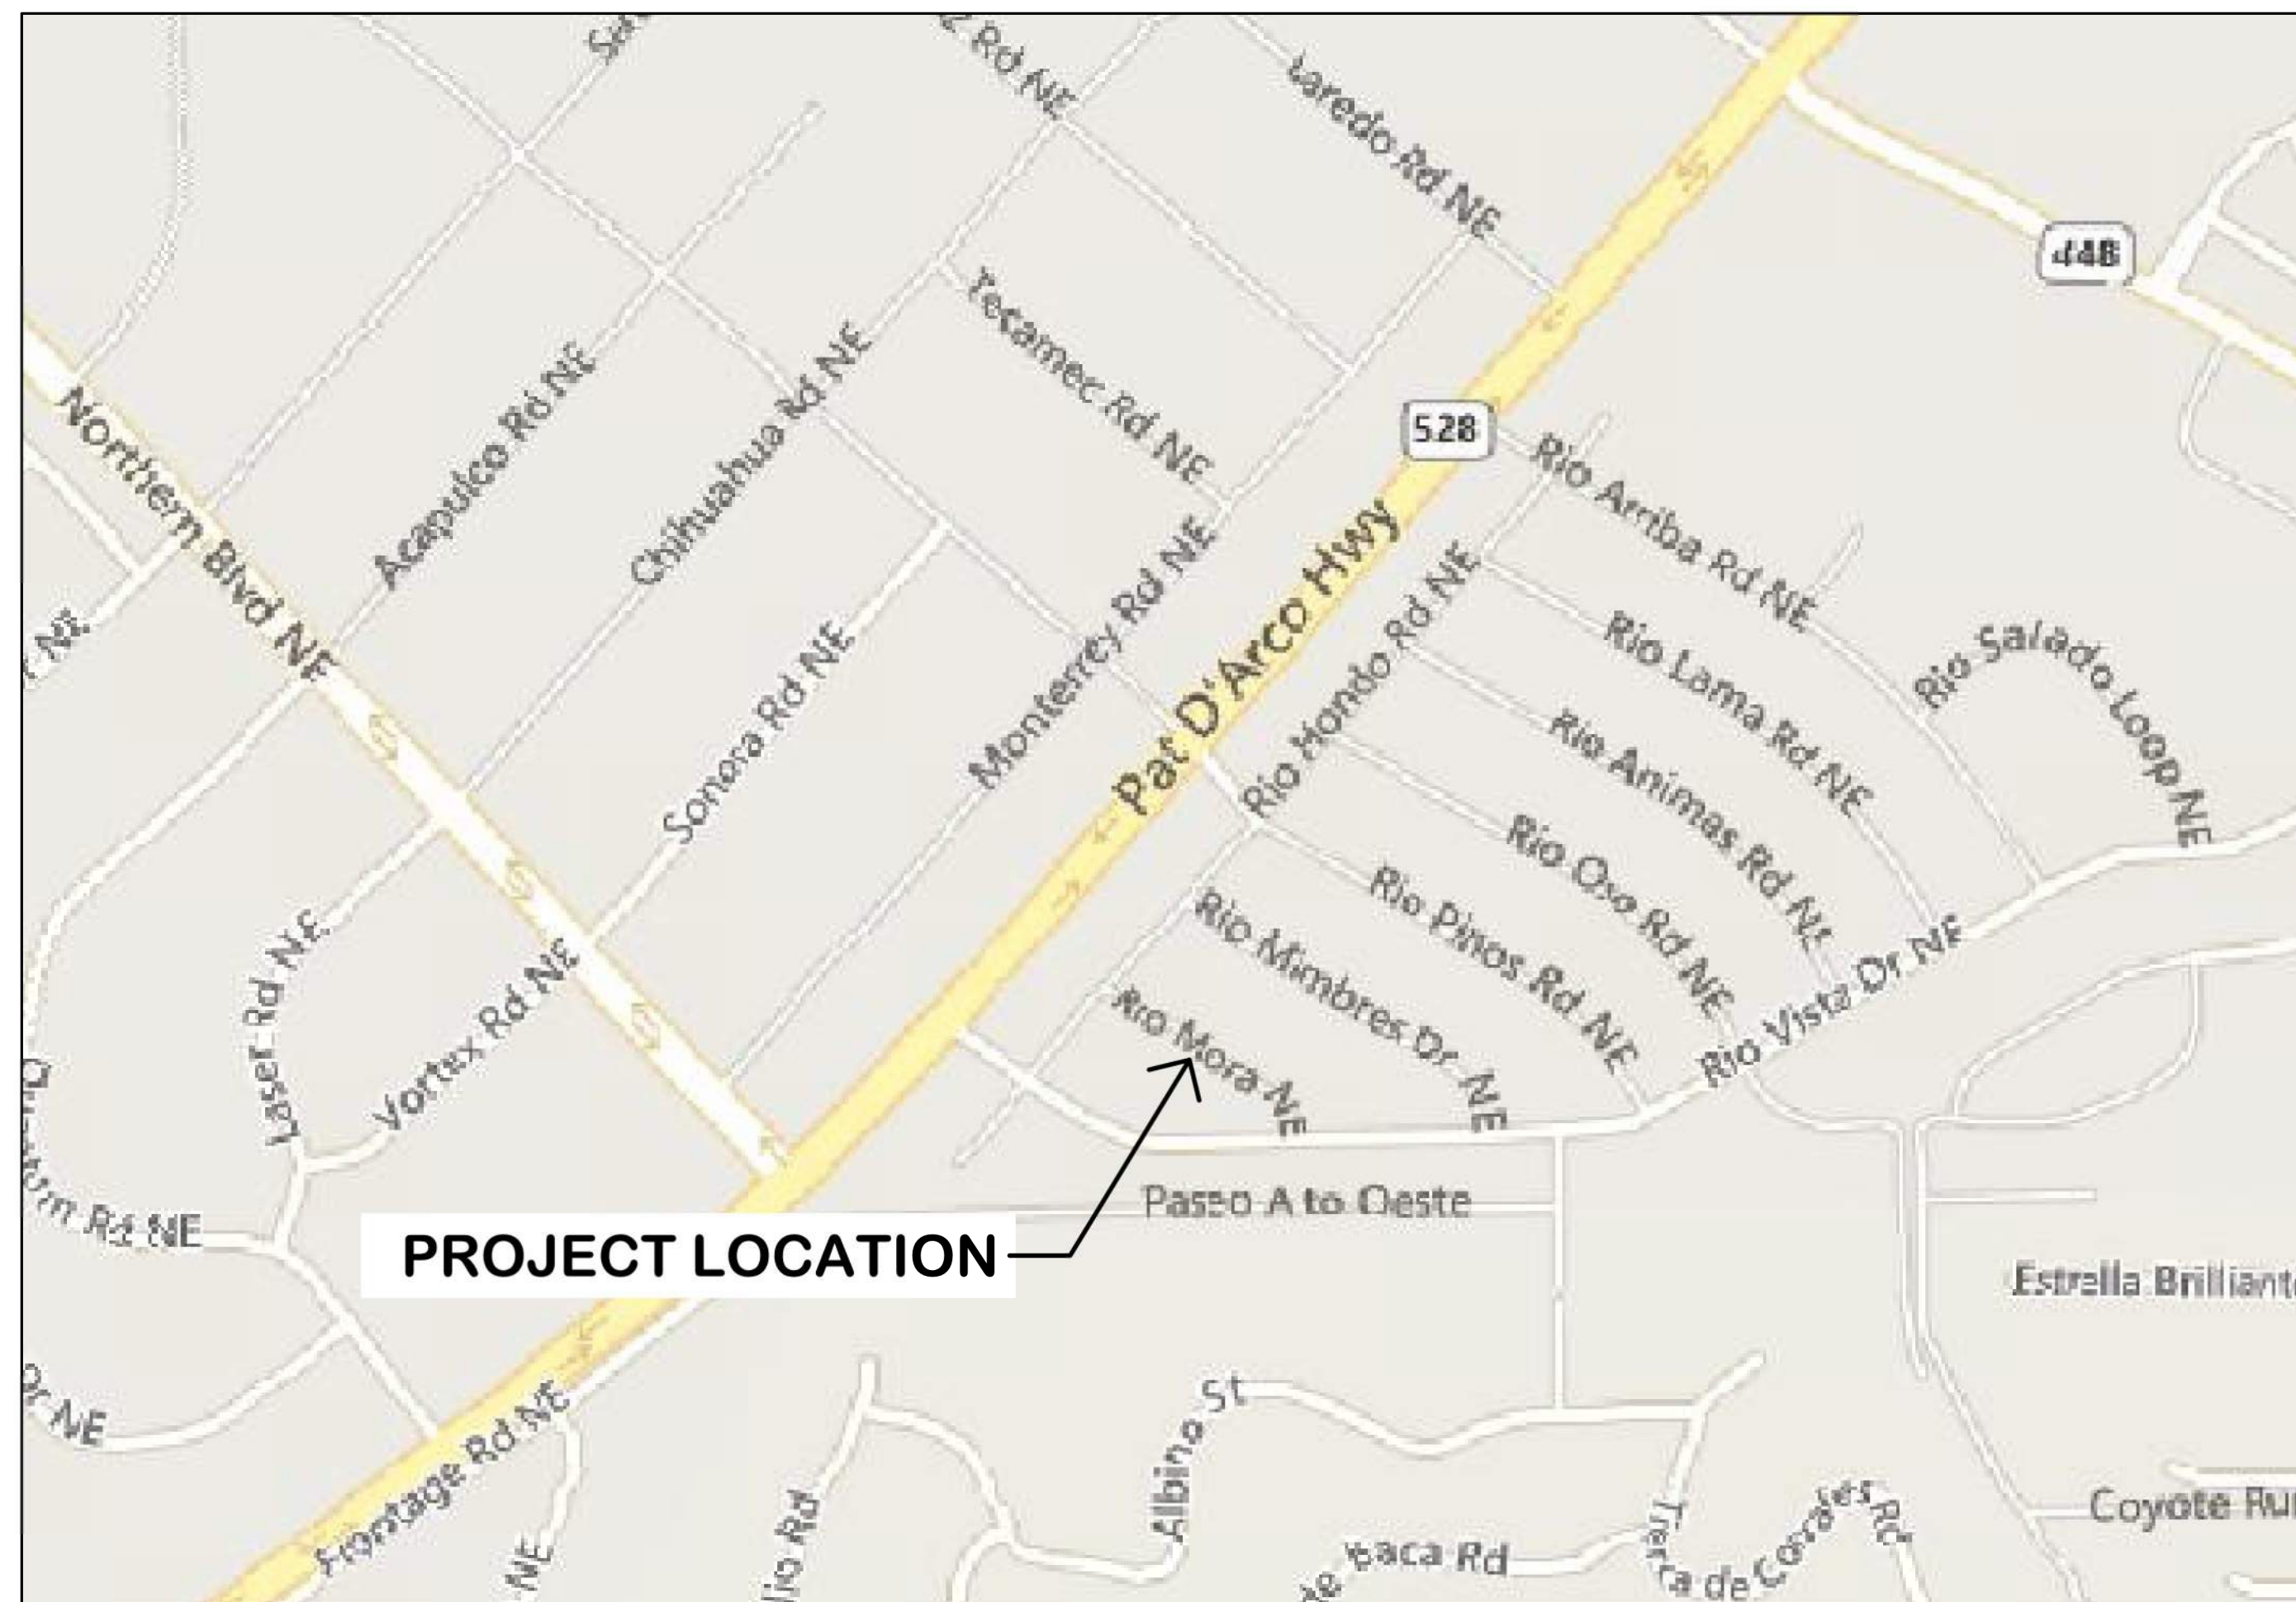 Rd NE
Laredo Rd NE
448
Tecamec Rd NE
Northern Blvd NE
Acapulco Rd NE
Chihuahua Rd NE
528
Rio Arriba Rd NE
NE
Sonora Rd NE
Monterrey Rd NE
Pat D'Arco Hwy
Rio Hondo Rd NE
Rio Lama Rd NE
Rio Salado Loop NE
Rio Animas Rd NE
Rio Oso Rd NE
Rio Pinos Rd NE
Rio Mimbres Dr NE
Rio Mora NE
Rio Vista Dr NE
Laser Rd NE
Vortex Rd NE
Rd NE
Paseo A to Oeste
PROJECT LOCATION
Estrella Brilliant
NE
Frontage Rd NE
NE
Rd
Albino St
de Baca Rd
Tierra de Corrales Rd
Coyote Ru